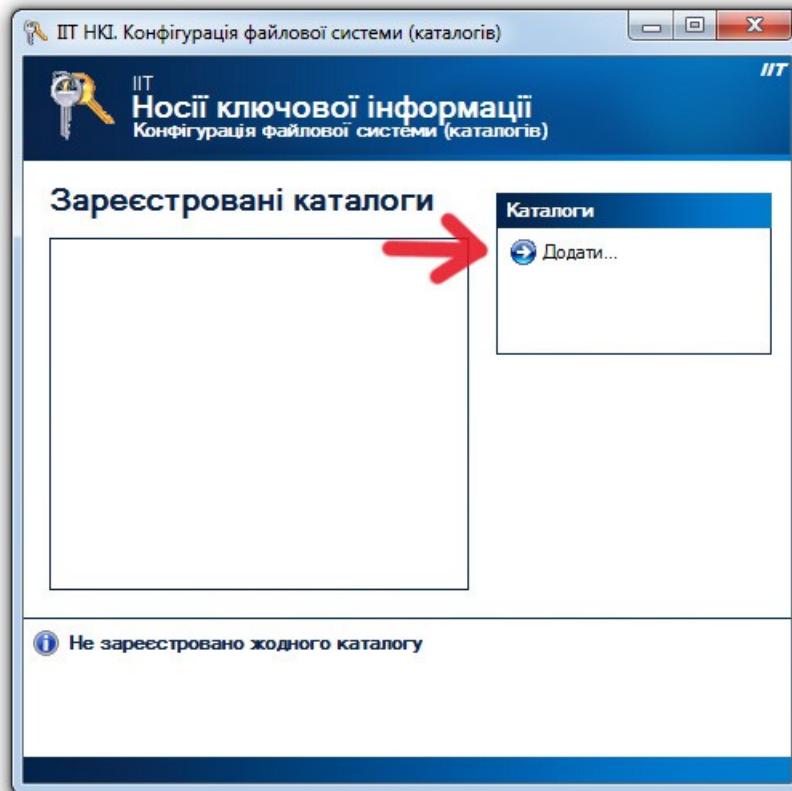 ІІТ НКІ. Конфігурація файлової системи (каталогів)
ІІТ
ІІТ
Носії ключової інформації
Конфігурація файлової системи (каталогів)
Зареєстровані каталоги
Каталоги
Додати...
Не зареєстровано жодного каталогу